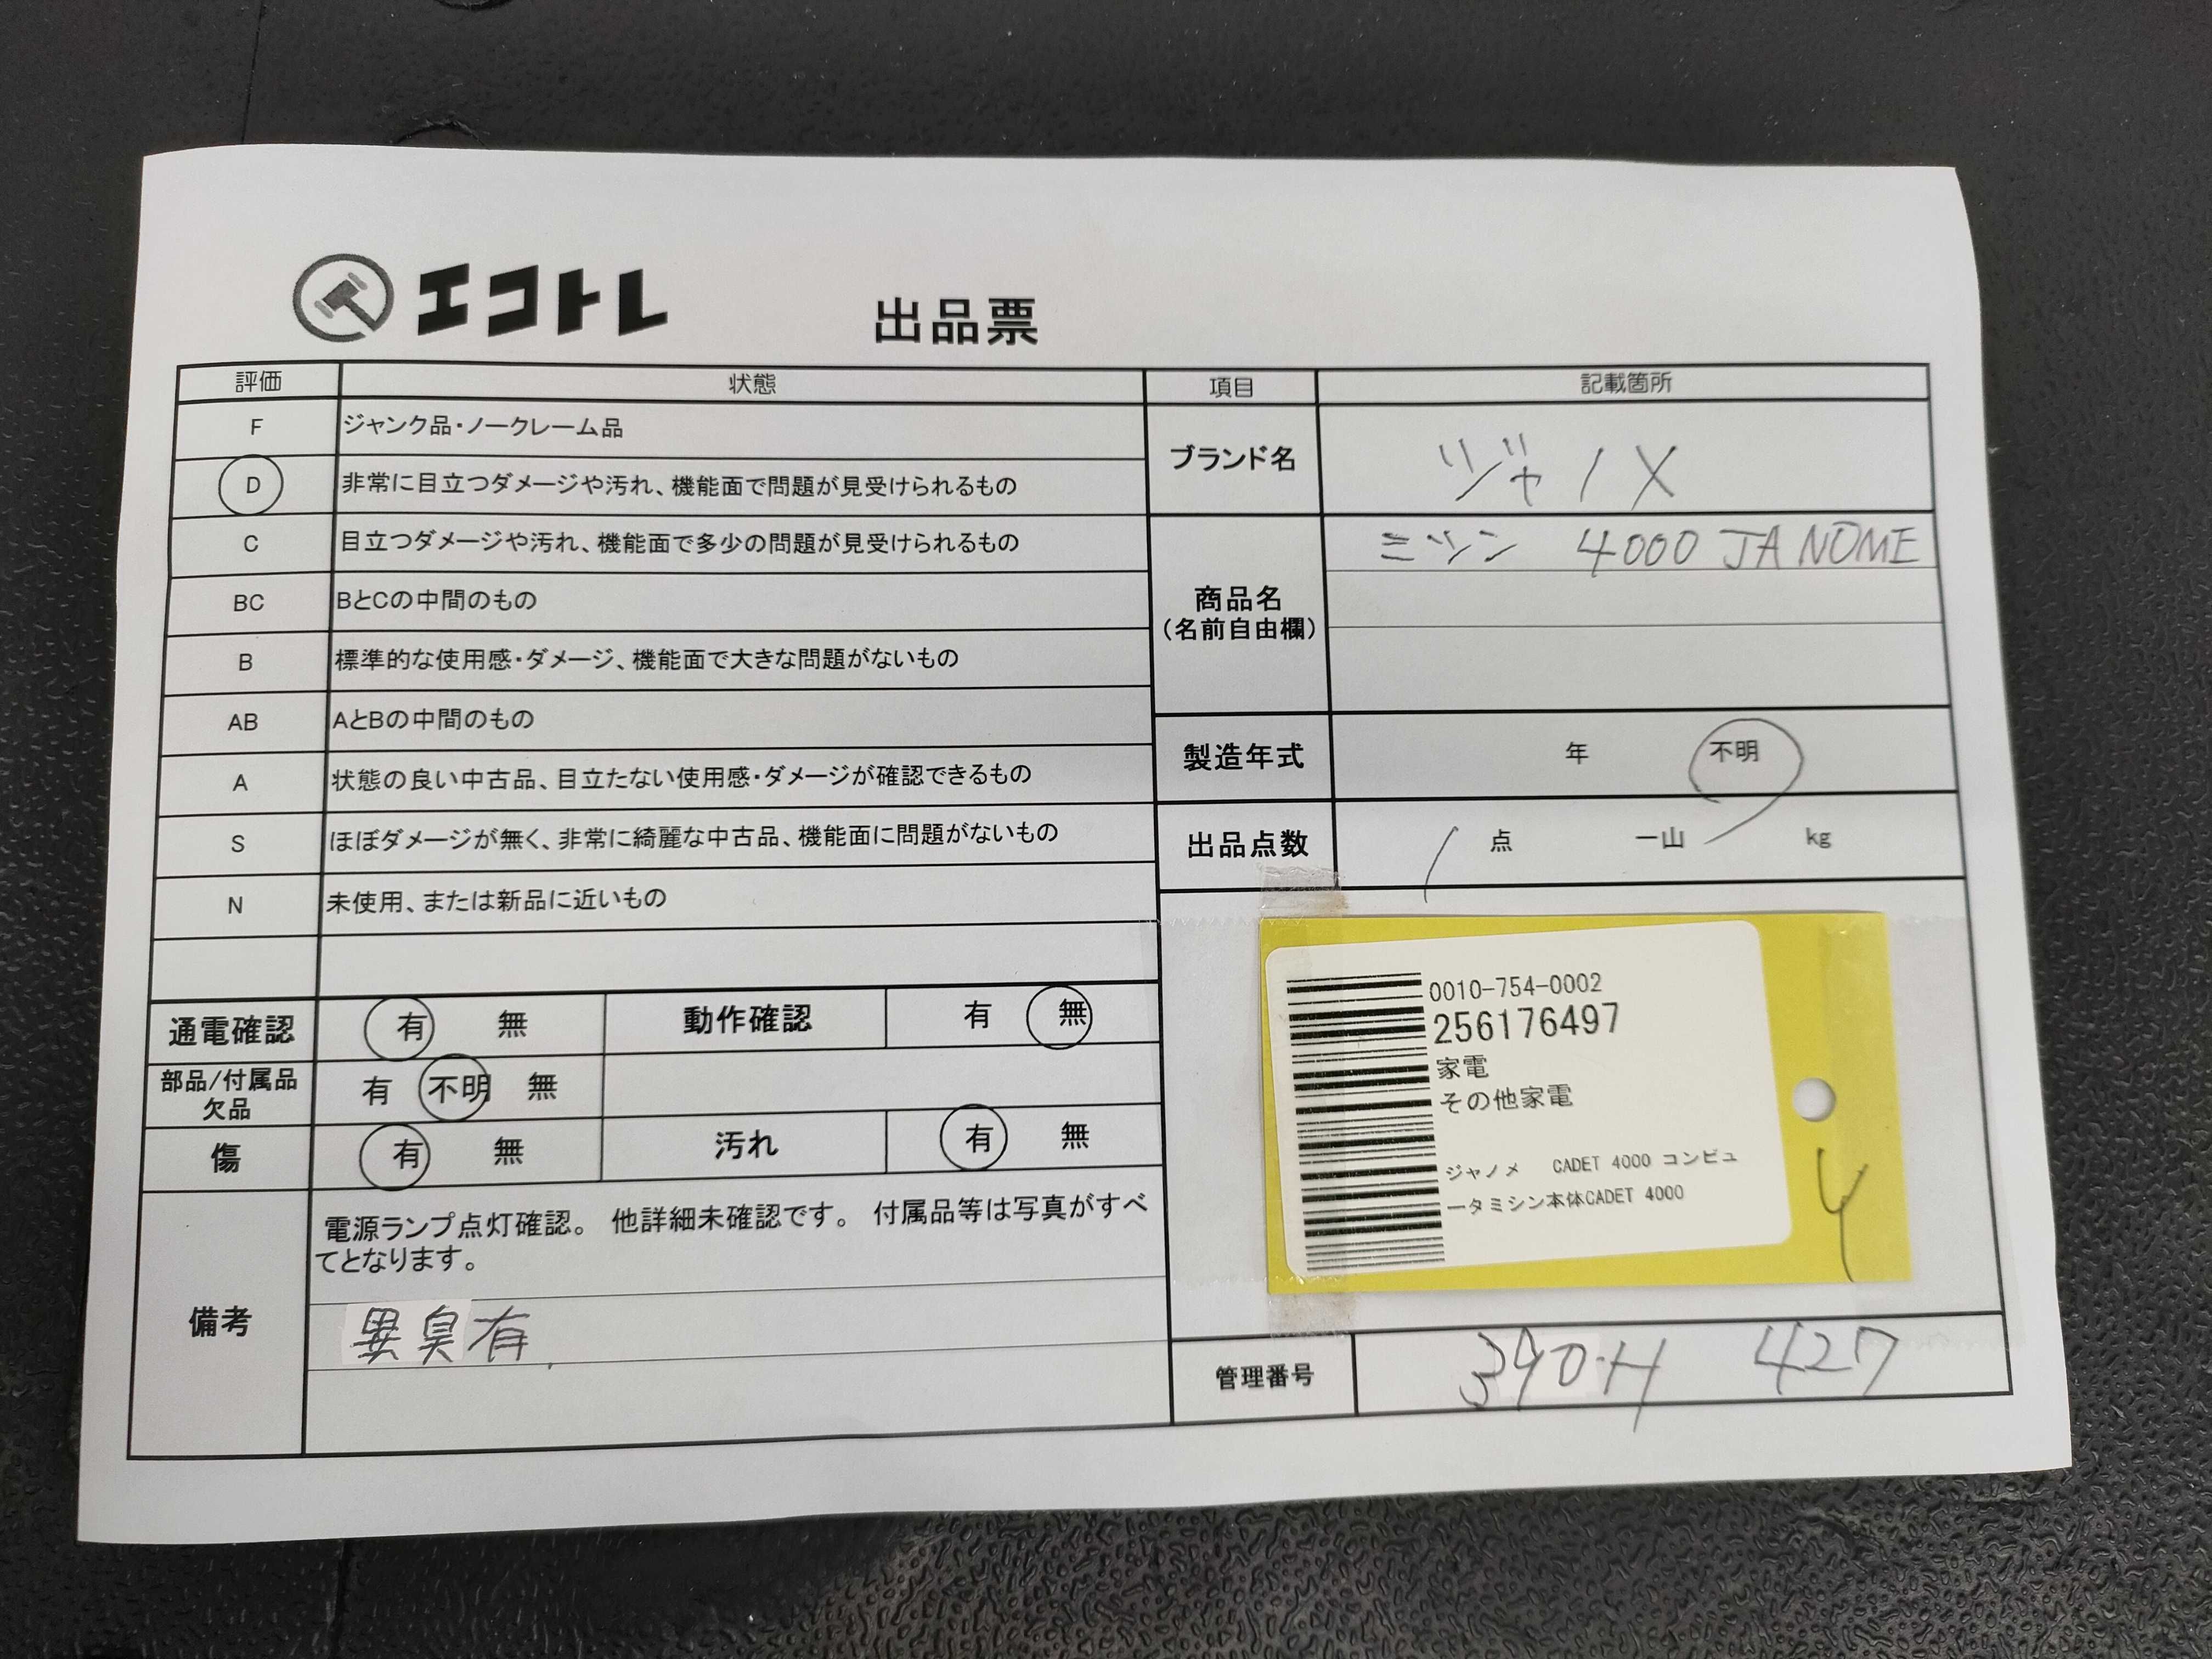 エコトレ
出品票
評価 状態
F ジャンク品・ノークレーム品
D 非常に目立つダメージや汚れ、機能面で問題が見受けられるもの
C 目立つダメージや汚れ、機能面で多少の問題が見受けられるもの
BC BとCの中間のもの
B 標準的な使用感・ダメージ、機能面で大きな問題がないもの
AB AとBの中間のもの
A 状態の良い中古品、目立たない使用感・ダメージが確認できるもの
S ほぼダメージが無く、非常に綺麗な中古品、機能面に問題がないもの
N 未使用、または新品に近いもの
通電確認 有 無 動作確認 有 無
部品/付属品
欠品 有 不明 無
傷 有 無 汚れ 有 無
備考
電源ランプ点灯確認。 他詳細未確認です。 付属品等は写真がすべ
てとなります。
異臭有
項目 記載箇所
ブランド名 ジャノメ
商品名
(名前自由欄)
ミシン 4000 JANOME
製造年式 年 不明
出品点数 1 点 一山 kg
0010-754-0002
256176497
家電
その他家電
ジャノメ CADET 4000 コンピュ
ータミシン本体CADET 4000
管理番号 390-H 427